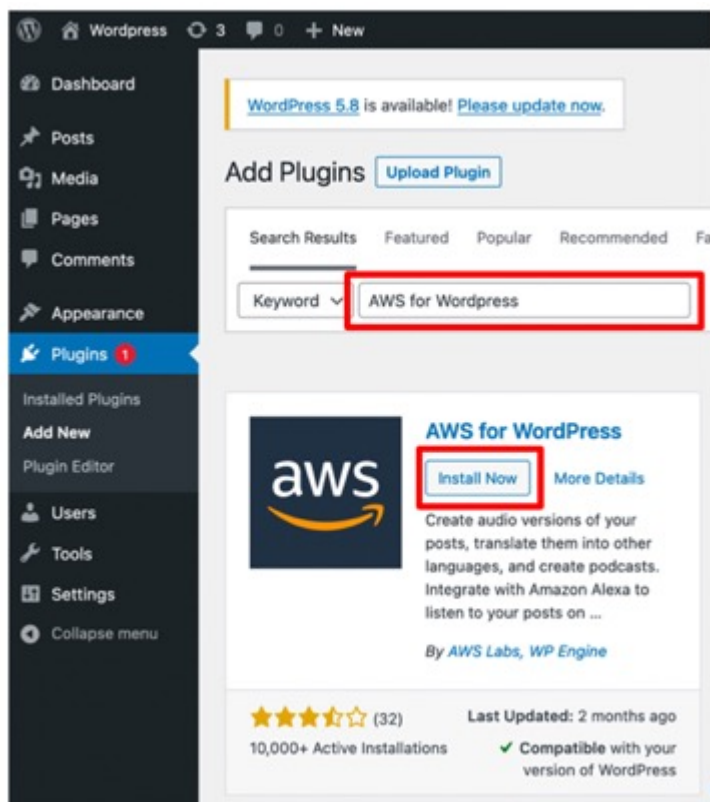 Wordpress 3 0 + New
Dashboard
Posts
Media
Pages
Comments
Appearance
Plugins 1
Installed Plugins
Add New
Plugin Editor
Users
Tools
Settings
Collapse menu
WordPress 5.8 is available! Please update now.
Add Plugins Upload Plugin
Search Results Featured Popular Recommended Fa
Keyword AWS for Wordpress
aws
AWS for WordPress
Install Now More Details
Create audio versions of your
posts, translate them into other
languages, and create podcasts.
Integrate with Amazon Alexa to
listen to your posts on ...
By AWS Labs, WP Engine
(32)
10,000+ Active Installations
Last Updated: 2 months ago
Compatible with your
version of WordPress